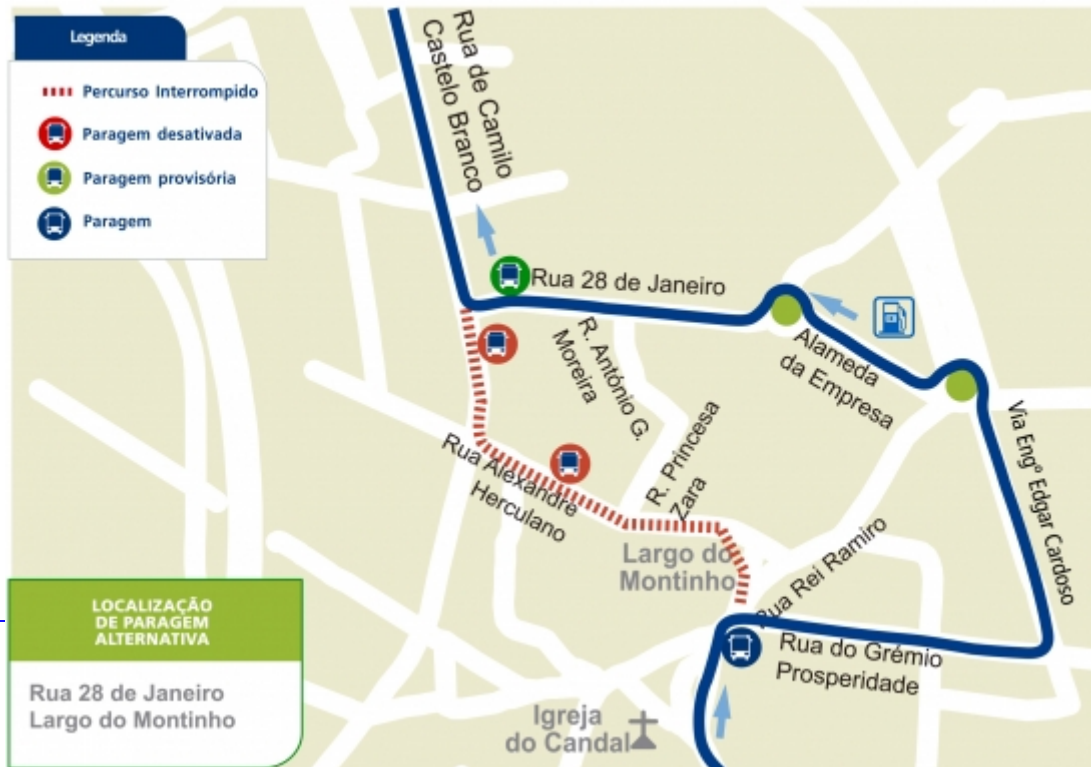 Legenda
Percurso Interrompido
Paragem desativada
Paragem provisória
Paragem
Rua de Camilo
Castelo Branco
Rua 28 de Janeiro
R. António G.
Moreira
Alameda
da Empresa
R. Princesa
Zara
Rua Alexandre
Herculano
Via Engº Edgar Cardoso
Largo do
Montinho
Rua Rei Ramiro
Rua do Grémio
Prosperidade
Igreja
do Candal
LOCALIZAÇÃO
DE PARAGEM
ALTERNATIVA
Rua 28 de Janeiro
Largo do Montinho